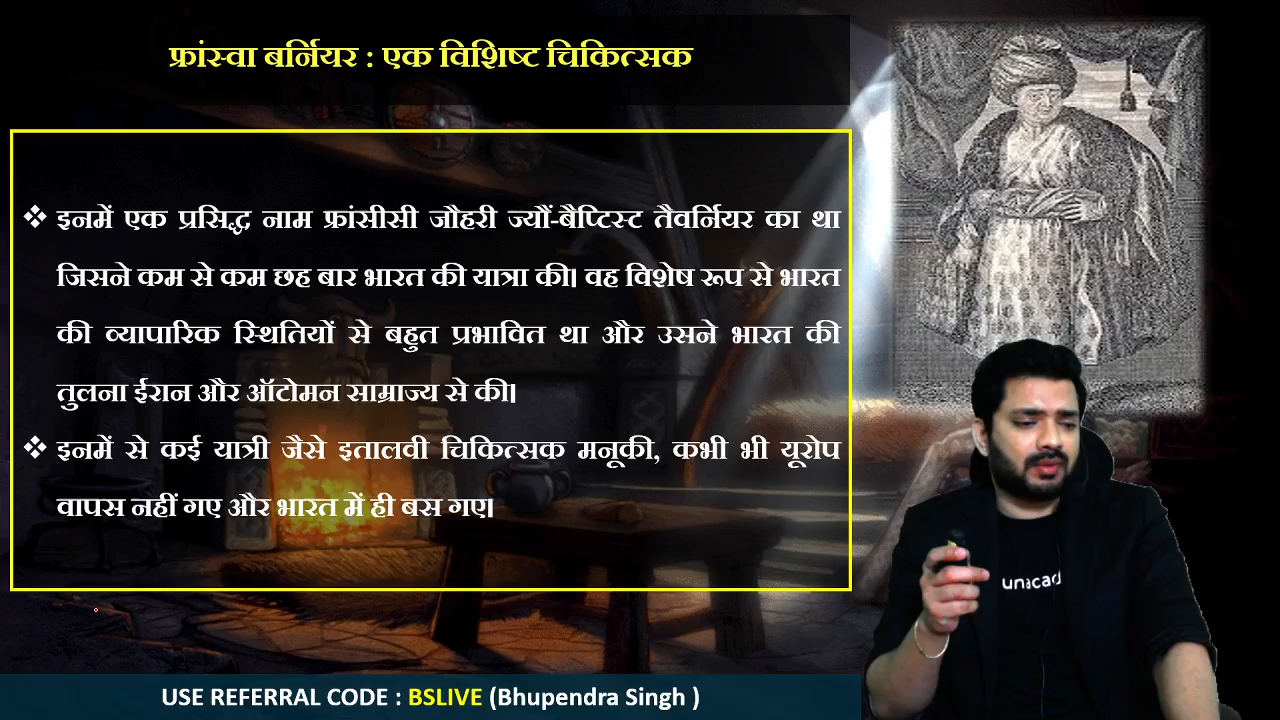 फ्रांस्वा बर्नियर : एक विशिष्ट चिकित्सक
❖ इनमें एक प्रसिद्ध नाम फ्रांसीसी जौहरी ज्यौं-बैप्टिस्ट तैवर्नियर का था
जिसने कम से कम छह बार भारत की यात्रा की। वह विशेष रूप से भारत
की व्यापारिक स्थितियों से बहुत प्रभावित था और उसने भारत की
तुलना ईरान और ऑटोमन साम्राज्य से की।
❖ इनमें से कई यात्री जैसे इतालवी चिकित्सक मनूकी, कभी भी यूरोप
वापस नहीं गए और भारत में ही बस गए।
unacad
USE REFERRAL CODE : BSLIVE (Bhupendra Singh )